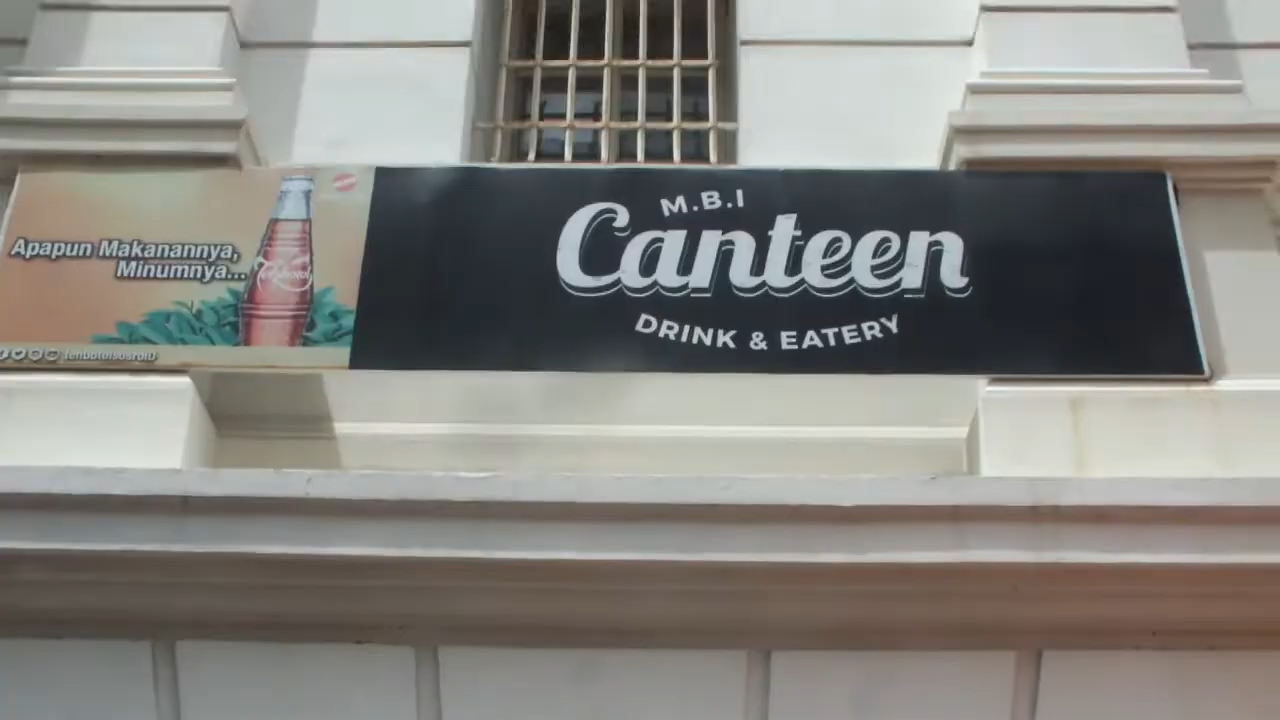 Apapun Makanannya,
Minumnya...
M.B.I
Canteen
DRINK & EATERY